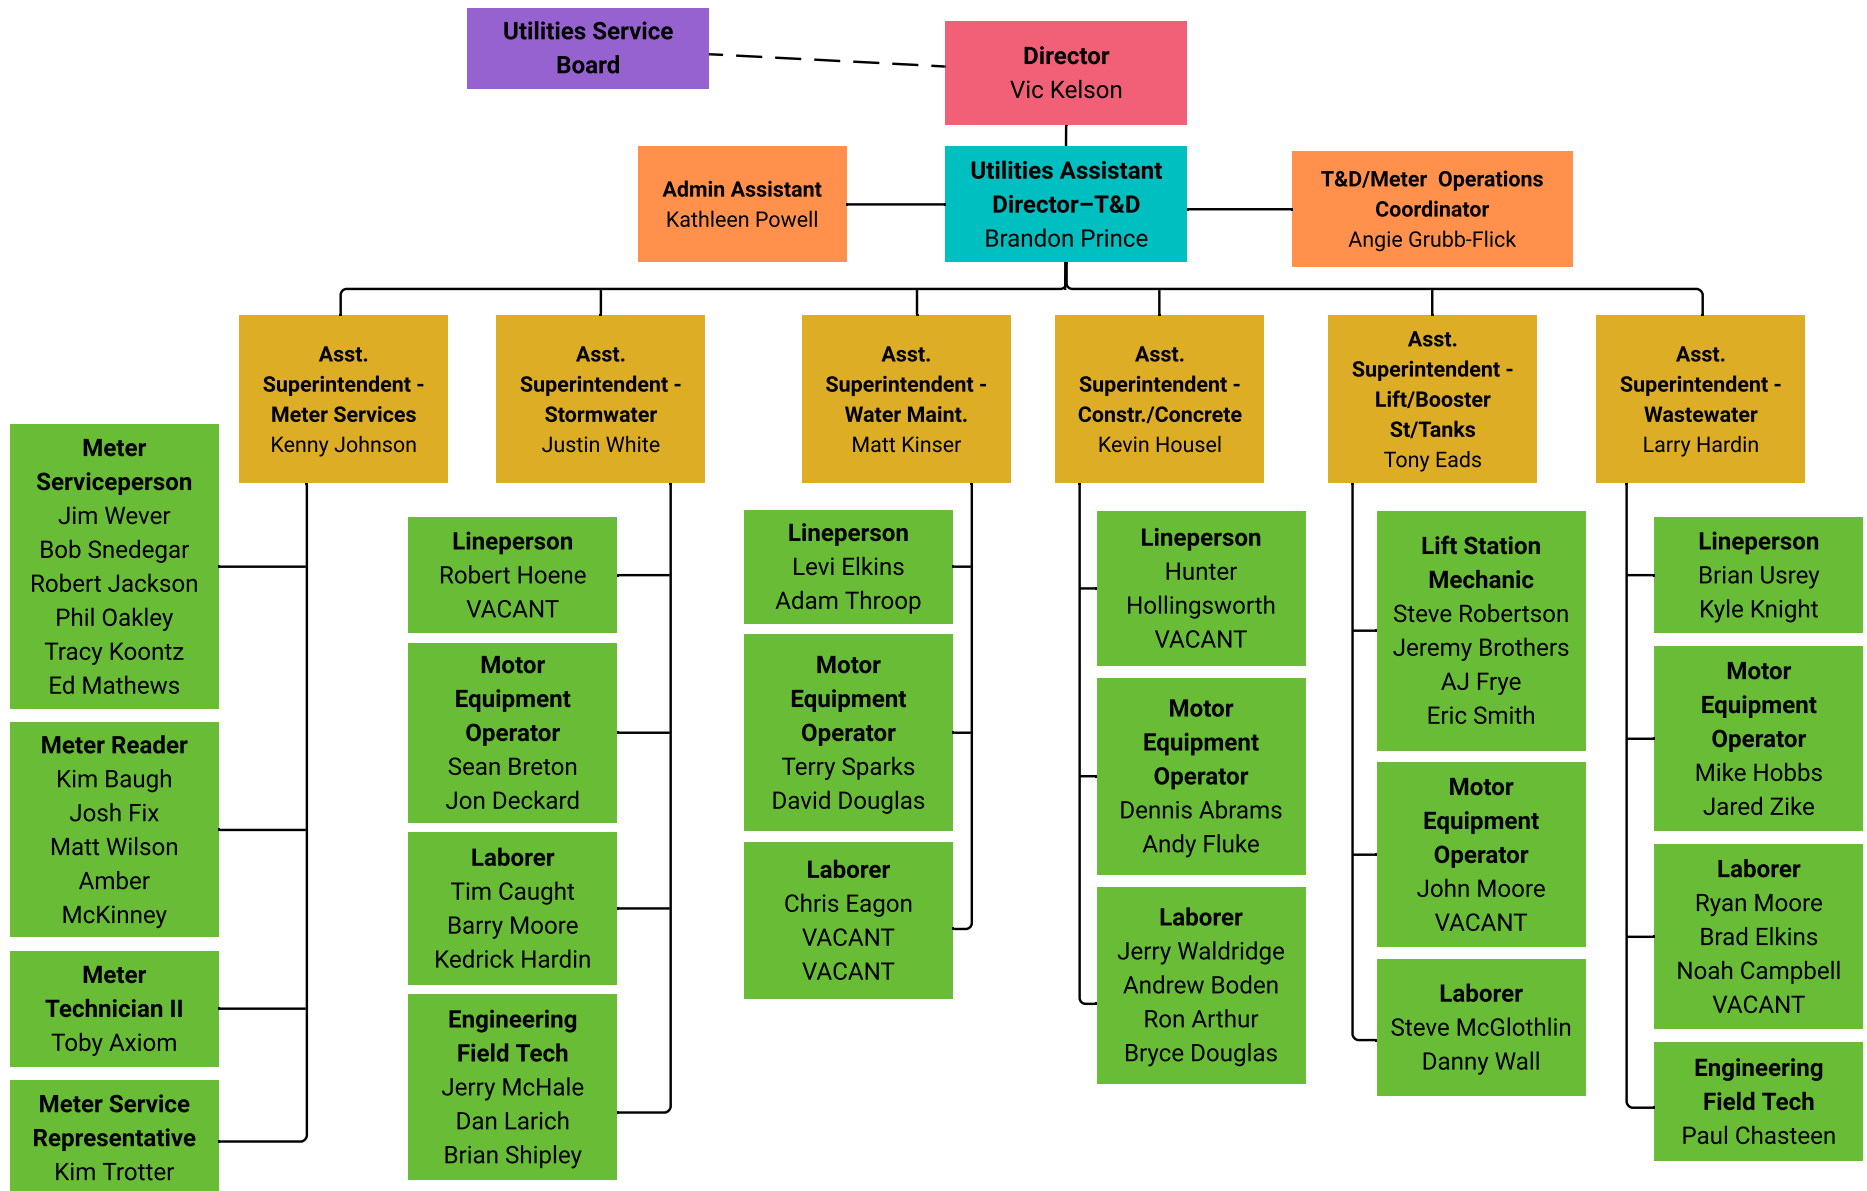 Utilities Service
Board
Director
Vic Kelson
Admin Assistant
Kathleen Powell
Utilities Assistant
Director–T&D
Brandon Prince
T&D/Meter  Operations
Coordinator
Angie Grubb-Flick
Asst.
Superintendent -
Meter Services
Kenny Johnson
Asst.
Superintendent -
Stormwater
Justin White
Asst.
Superintendent -
Water Maint.
Matt Kinser
Asst.
Superintendent -
Constr./Concrete
Kevin Housel
Asst.
Superintendent -
Lift/Booster
St/Tanks
Tony Eads
Asst.
Superintendent -
Wastewater
Larry Hardin
Meter
Serviceperson
Jim Wever
Bob Snedegar
Robert Jackson
Phil Oakley
Tracy Koontz
Ed Mathews
Meter Reader
Kim Baugh
Josh Fix
Matt Wilson
Amber
McKinney
Meter
Technician II
Toby Axiom
Meter Service
Representative
Kim Trotter
Lineperson
Robert Hoene
VACANT
Motor
Equipment
Operator
Sean Breton
Jon Deckard
Laborer
Tim Caught
Barry Moore
Kedrick Hardin
Engineering
Field Tech
Jerry McHale
Dan Larich
Brian Shipley
Lineperson
Levi Elkins
Adam Throop
Motor
Equipment
Operator
Terry Sparks
David Douglas
Laborer
Chris Eagon
VACANT
VACANT
Lineperson
Hunter
Hollingsworth
VACANT
Motor
Equipment
Operator
Dennis Abrams
Andy Fluke
Laborer
Jerry Waldridge
Andrew Boden
Ron Arthur
Bryce Douglas
Lift Station
Mechanic
Steve Robertson
Jeremy Brothers
AJ Frye
Eric Smith
Motor
Equipment
Operator
John Moore
VACANT
Laborer
Steve McGlothlin
Danny Wall
Lineperson
Brian Usrey
Kyle Knight
Motor
Equipment
Operator
Mike Hobbs
Jared Zike
Laborer
Ryan Moore
Brad Elkins
Noah Campbell
VACANT
Engineering
Field Tech
Paul Chasteen